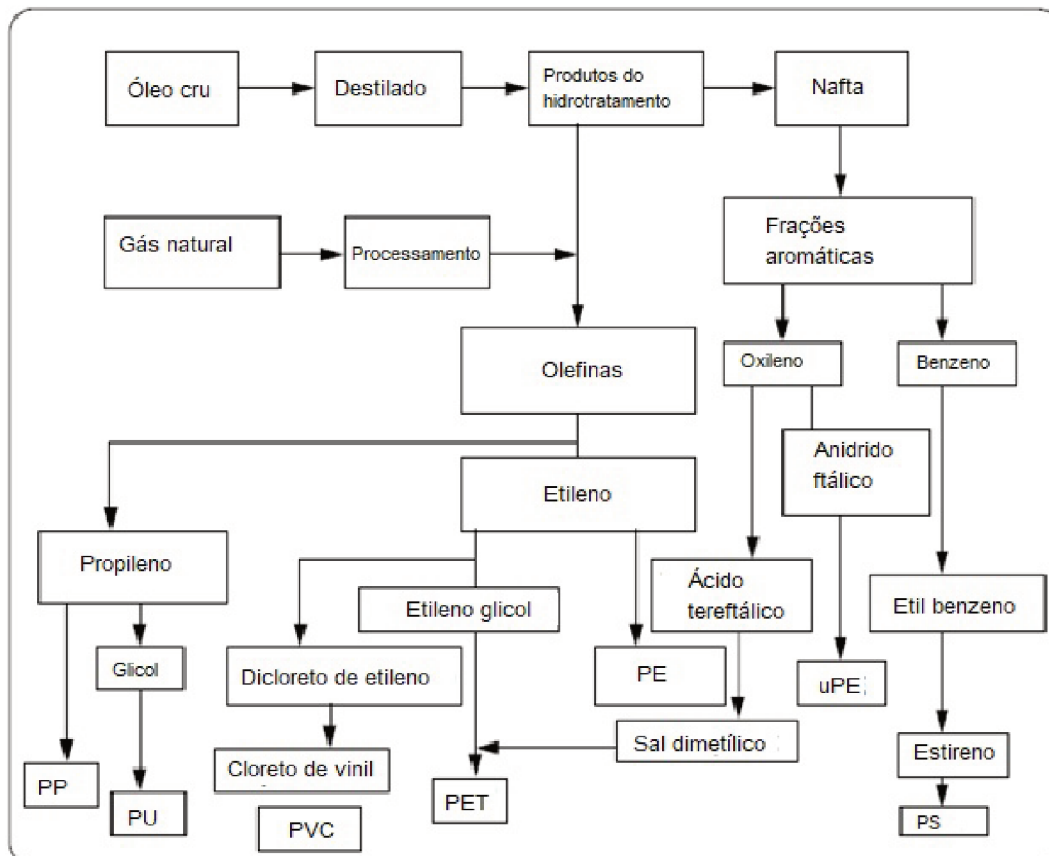 Óleo cru
Destilado
Produtos do
hidrotratamento
Nafta
Gás natural
Processamento
Frações
aromáticas
Olefinas
Oxileno
Benzeno
Anidrido
ftálico
Etileno
Propileno
Etileno glicol
Ácido
tereftálico
Etil benzeno
Glicol
Dicloreto de etileno
PE
uPE
Sal dimetílico
Estireno
Cloreto de vinil
PP
PU
PVC
PET
PS